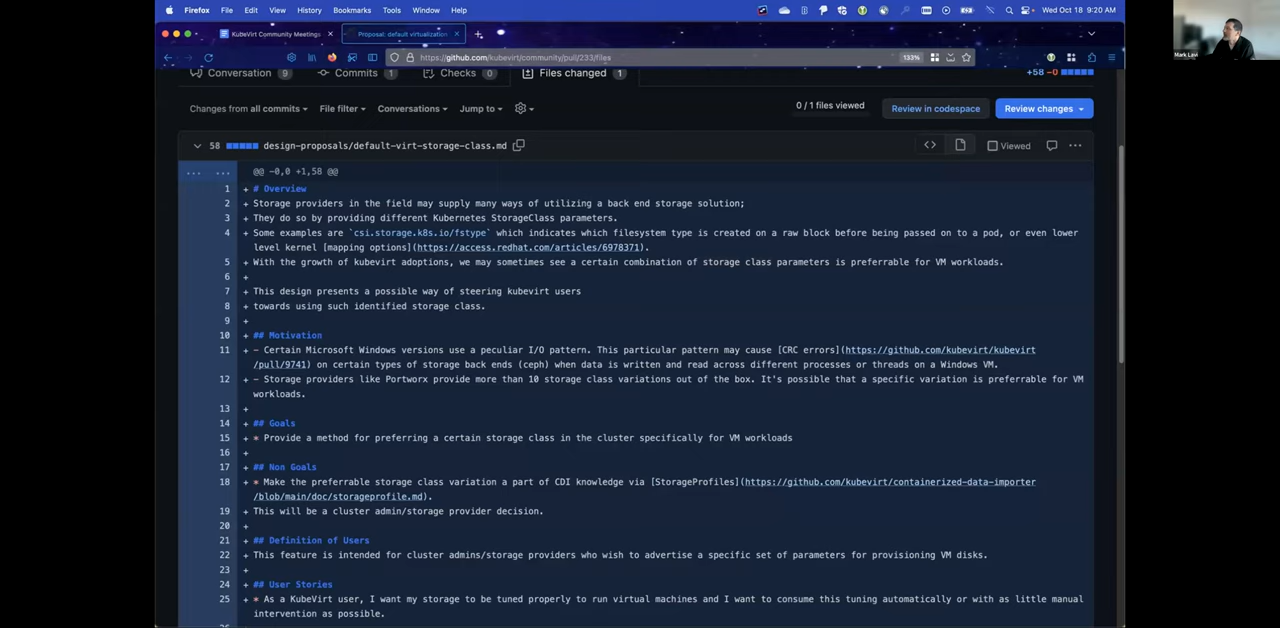 Firefox File Edit View History Bookmarks Tools Window Help Wed Oct 18 9:20 AM
KubeVirt Community Meetings Proposal: default virtualization
https://github.com/kubevirt/community/pull/233/files 133%
Conversation 9 Commits 1 Checks 0 Files changed 1 +58 −0
Changes from all commits File filter Conversations Jump to 0 / 1 files viewed Review in codespace Review changes
58 design-proposals/default-virt-storage-class.md Viewed
@@ -0,0 +1,58 @@
1 + # Overview
2 + Storage providers in the field may supply many ways of utilizing a back end storage solution;
3 + They do so by providing different Kubernetes StorageClass parameters.
4 + Some examples are `csi.storage.k8s.io/fstype` which indicates which filesystem type is created on a raw block before being passed on to a pod, or even lower
level kernel [mapping options](https://access.redhat.com/articles/6978371).
5 + With the growth of kubevirt adoptions, we may sometimes see a certain combination of storage class parameters is preferrable for VM workloads.
6 +
7 + This design presents a possible way of steering kubevirt users
8 + towards using such identified storage class.
9 +
10 + ## Motivation
11 + - Certain Microsoft Windows versions use a peculiar I/O pattern. This particular pattern may cause [CRC errors](https://github.com/kubevirt/kubevirt
/pull/9741) on certain types of storage back ends (ceph) when data is written and read across different processes or threads on a Windows VM.
12 + - Storage providers like Portworx provide more than 10 storage class variations out of the box. It's possible that a specific variation is preferrable for VM
workloads.
13 +
14 + ## Goals
15 + * Provide a method for preferring a certain storage class in the cluster specifically for VM workloads
16 +
17 + ## Non Goals
18 + * Make the preferrable storage class variation a part of CDI knowledge via [StorageProfiles](https://github.com/kubevirt/containerized-data-importer
/blob/main/doc/storageprofile.md).
19 + This will be a cluster admin/storage provider decision.
20 +
21 + ## Definition of Users
22 + This feature is intended for cluster admins/storage providers who wish to advertise a specific set of parameters for provisioning VM disks.
23 +
24 + ## User Stories
25 + * As a KubeVirt user, I want my storage to be tuned properly to run virtual machines and I want to consume this tuning automatically or with as little manual
intervention as possible.
Mark Lavi